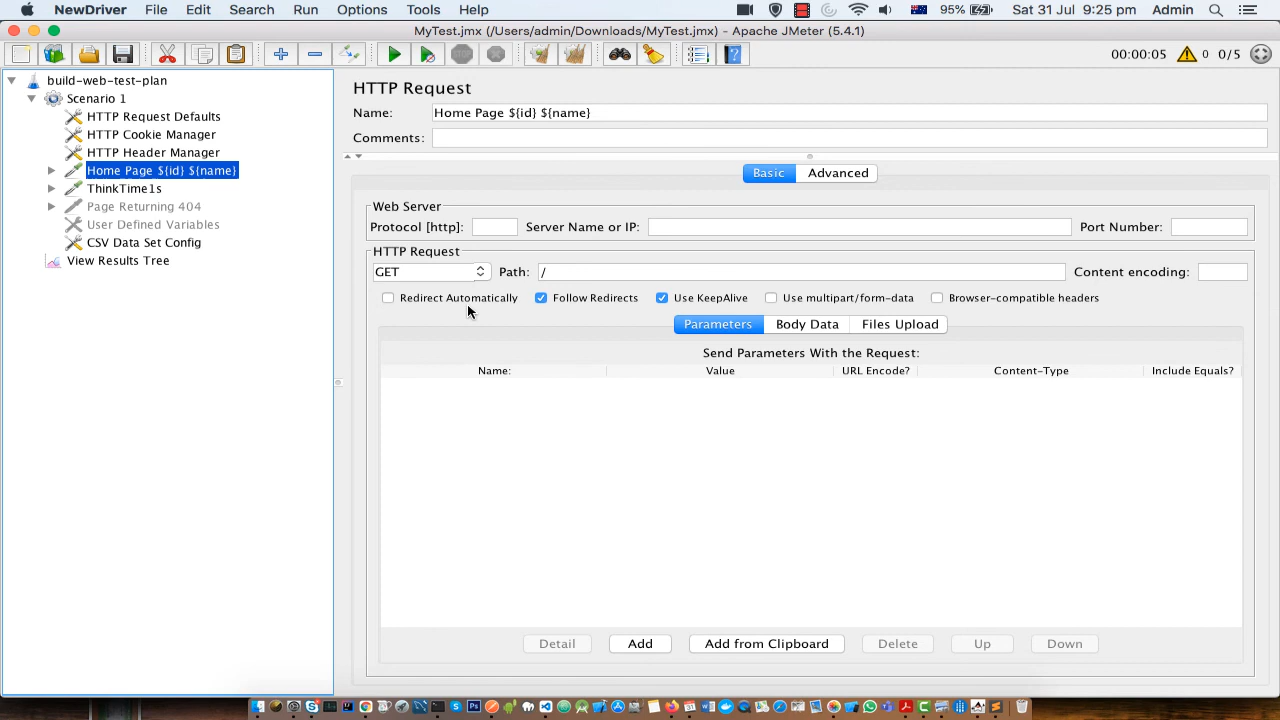 NewDriver File Edit Search Run Options Tools Help 95% Sat 31 Jul 9:25 pm Admin
MyTest.jmx (/Users/admin/Downloads/MyTest.jmx) - Apache JMeter (5.4.1)
00:00:05 0 0/5
build-web-test-plan
Scenario 1
HTTP Request Defaults
HTTP Cookie Manager
HTTP Header Manager
Home Page ${id} ${name}
ThinkTime1s
Page Returning 404
User Defined Variables
CSV Data Set Config
View Results Tree
HTTP Request
Name: Home Page ${id} ${name}
Comments:
Basic Advanced
Web Server
Protocol [http]: Server Name or IP: Port Number:
HTTP Request
GET Path: / Content encoding:
Redirect Automatically Follow Redirects Use KeepAlive Use multipart/form-data Browser-compatible headers
Parameters Body Data Files Upload
Send Parameters With the Request:
Name: Value URL Encode? Content-Type Include Equals?
Detail Add Add from Clipboard Delete Up Down